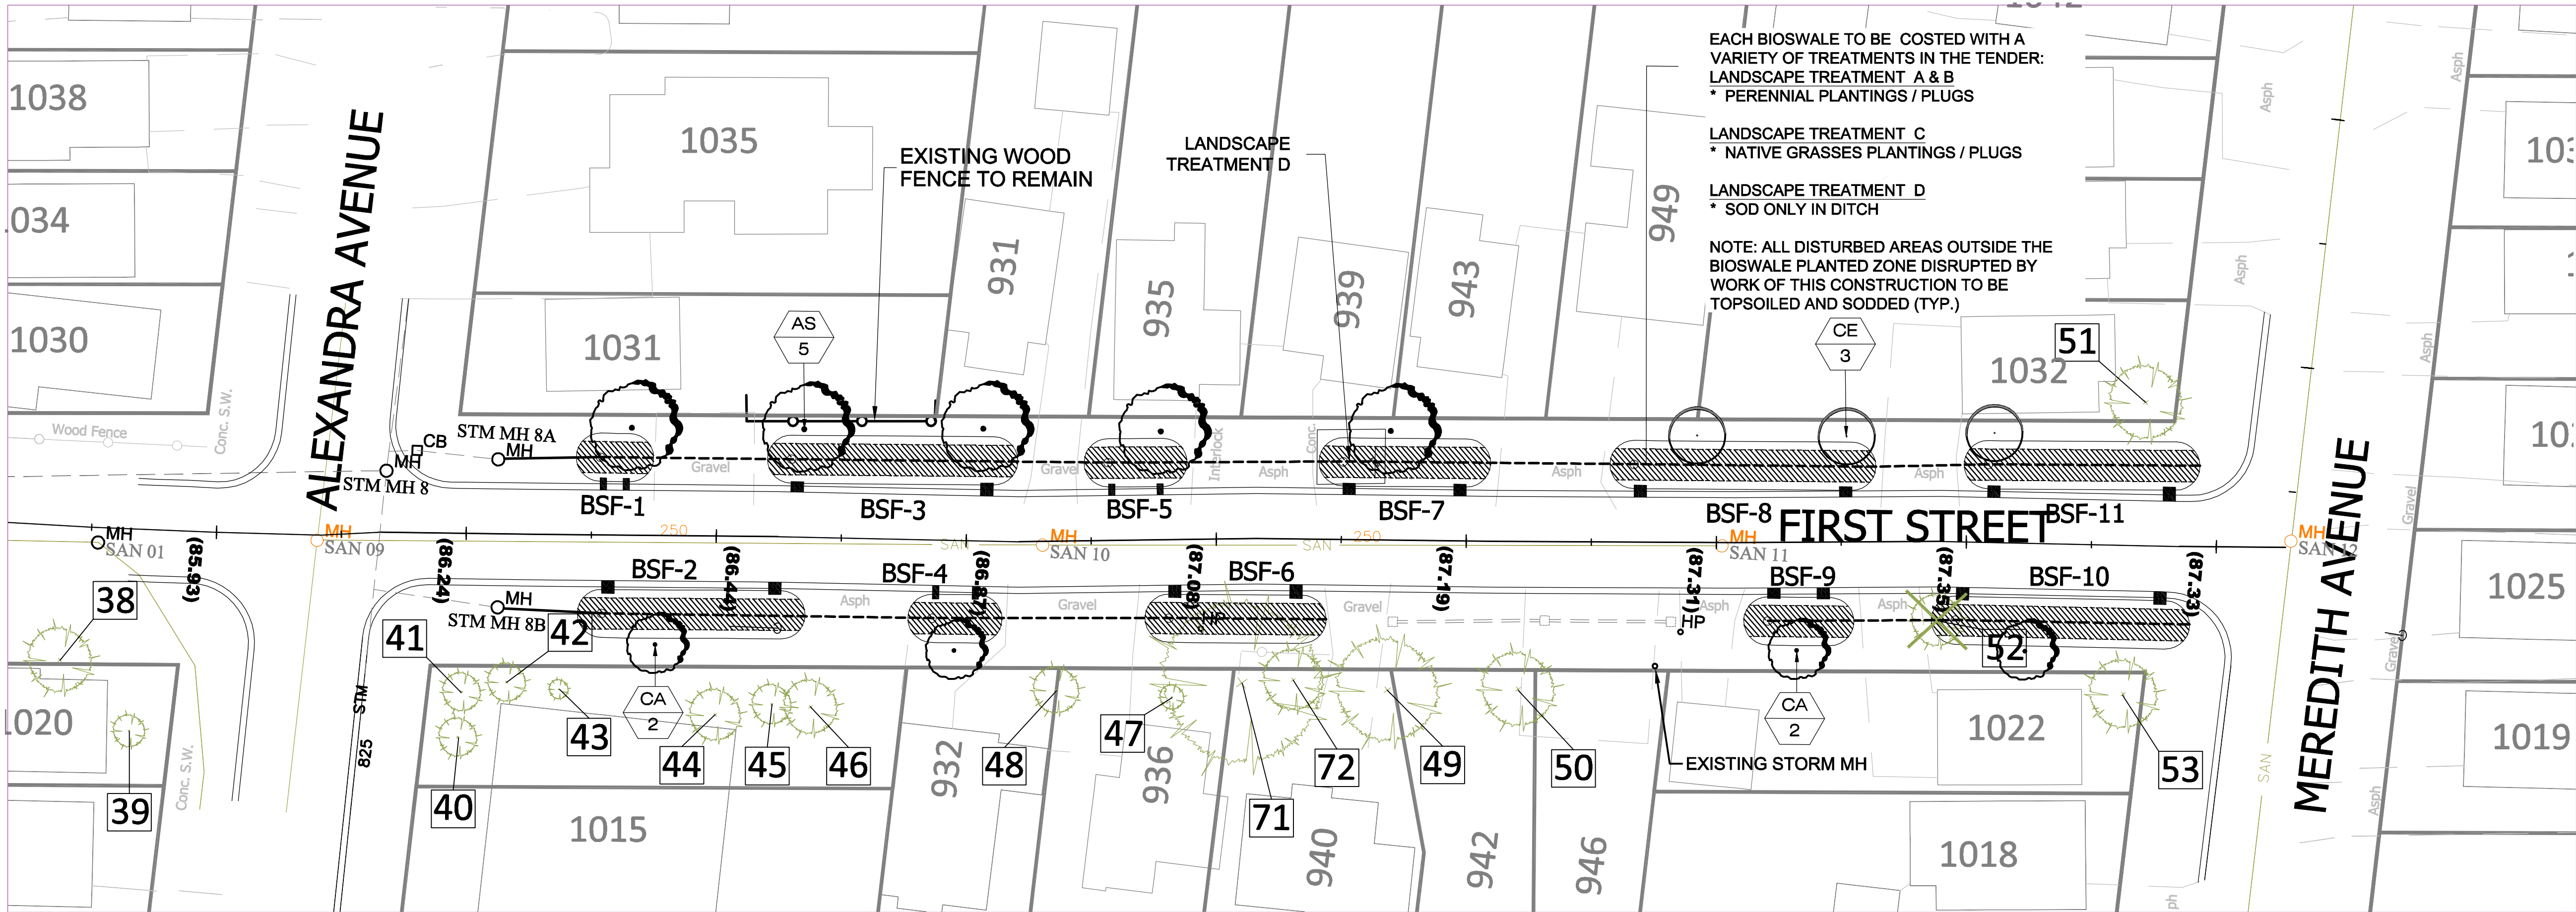 EACH BIOSWALE TO BE COSTED WITH A
VARIETY OF TREATMENTS IN THE TENDER:
LANDSCAPE TREATMENT A & B
* PERENNIAL PLANTINGS / PLUGS
LANDSCAPE TREATMENT C
* NATIVE GRASSES PLANTINGS / PLUGS
LANDSCAPE TREATMENT D
* SOD ONLY IN DITCH
NOTE: ALL DISTURBED AREAS OUTSIDE THE
BIOSWALE PLANTED ZONE DISRUPTED BY
WORK OF THIS CONSTRUCTION TO BE
TOPSOILED AND SODDED (TYP.)
1038
1034
1030
ALEXANDRA AVENUE
1035
EXISTING WOOD
FENCE TO REMAIN
LANDSCAPE
TREATMENT D
1031
931
935
939
943
949
1032
51
AS
5
CE
3
Asph
Asph
Asph
Asph
Asph
Wood Fence
Conc. S.W.
CB
STM MH 8A
MH
MH
STM MH 8
Gravel
Gravel
Interlock
Asph
Conc.
Asph
Asph
Gravel
BSF-1
BSF-3
BSF-5
BSF-7
BSF-8
BSF-11
FIRST STREET
MEREDITH AVENUE
MH
SAN 01
MH
SAN 09
250
SAN
MH
SAN 10
SAN
250
MH
SAN 11
MH
SAN 12
(85.93)
(86.24)
(86.44)
(86.87)
(87.08)
(87.19)
(87.31)
(87.35)
(87.33)
BSF-2
BSF-4
BSF-6
BSF-9
BSF-10
MH
STM MH 8B
Asph
Gravel
HP
Gravel
HP
Asph
Asph
Gravel
38
41
42
52
43
CA
2
44
45
46
48
47
72
49
50
CA
2
53
EXISTING STORM MH
1020
39
40
71
STM
825
Conc. S.W.
1015
932
936
940
942
946
1022
1018
1025
1019
SAN
Asph